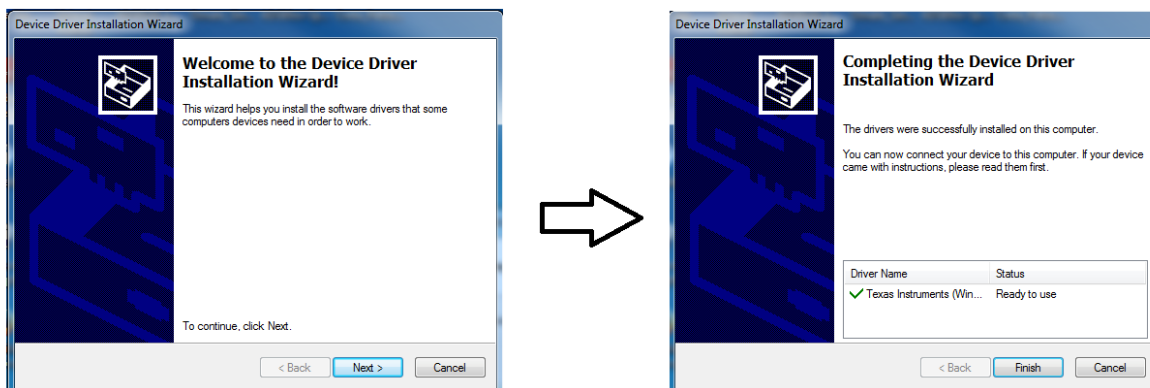 Device Driver Installation Wizard
Welcome to the Device Driver
Installation Wizard!
This wizard helps you install the software drivers that some
computers devices need in order to work.
To continue, click Next.
< Back
Next >
Cancel
Device Driver Installation Wizard
Completing the Device Driver
Installation Wizard
The drivers were successfully installed on this computer.
You can now connect your device to this computer. If your device
came with instructions, please read them first.
Driver Name Status
Texas Instruments (Win... Ready to use
< Back
Finish
Cancel